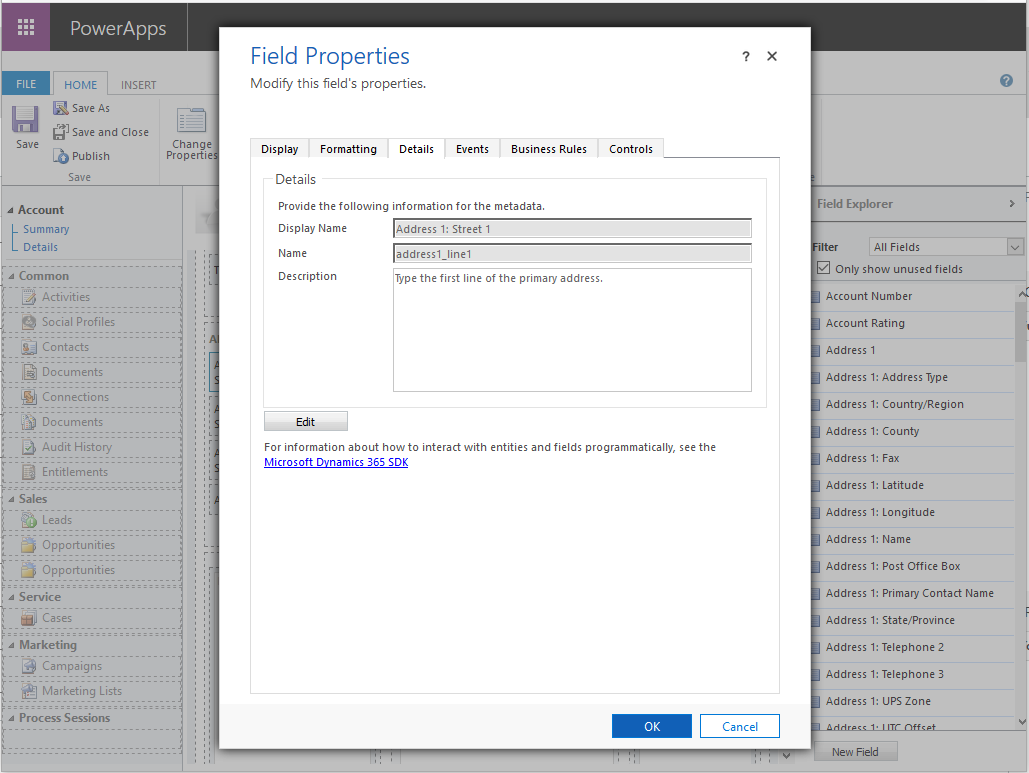 PowerApps
FILE
HOME
INSERT
Save
Save As
Save and Close
Publish
Save
Change
Properties
Account
Summary
Details
Common
Activities
Social Profiles
Contacts
Documents
Connections
Documents
Audit History
Entitlements
Sales
Leads
Opportunities
Opportunities
Service
Cases
Marketing
Campaigns
Marketing Lists
Process Sessions
Field Properties
? ×
Modify this field's properties.
Display
Formatting
Details
Events
Business Rules
Controls
Details
Provide the following information for the metadata.
Display Name
Address 1: Street 1
Name
address1_line1
Description
Type the first line of the primary address.
Edit
For information about how to interact with entities and fields programmatically, see the
Microsoft Dynamics 365 SDK
OK
Cancel
?
Field Explorer
Filter
All Fields
Only show unused fields
Account Number
Account Rating
Address 1
Address 1: Address Type
Address 1: Country/Region
Address 1: County
Address 1: Fax
Address 1: Latitude
Address 1: Longitude
Address 1: Name
Address 1: Post Office Box
Address 1: Primary Contact Name
Address 1: State/Province
Address 1: Telephone 2
Address 1: Telephone 3
Address 1: UPS Zone
Address 1: UTC Offset
New Field